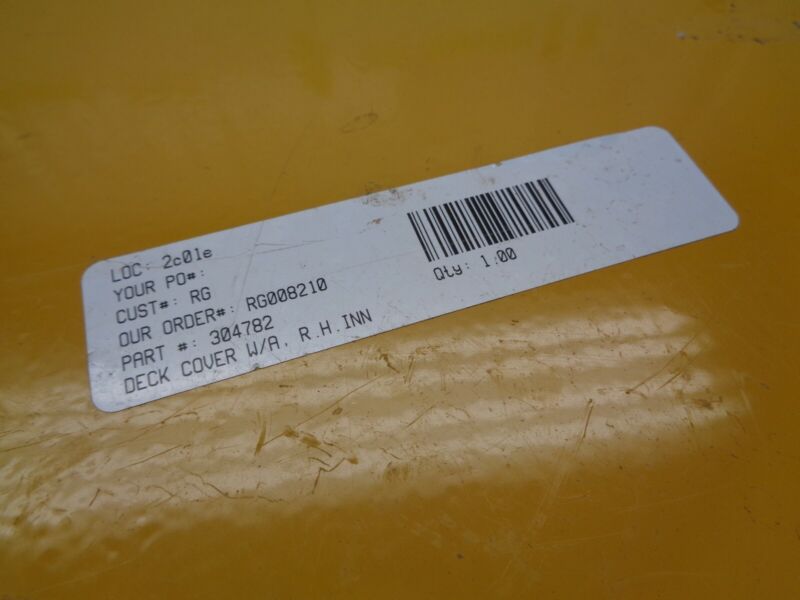 LOC: 2c01e
YOUR PO#:
CUST#: RG
OUR ORDER#: RG008210
PART #: 304782
DECK COVER W/A, R.H.INN
Qty: 1.00